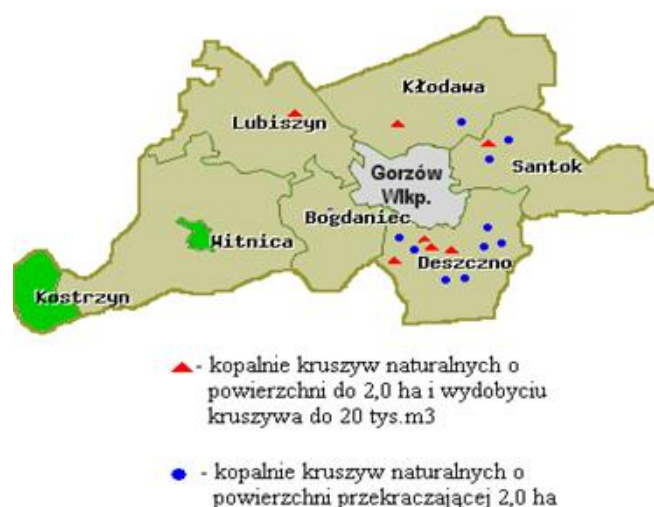 Kłodawa
Lubiszyn
Santok
Gorzów
Wlkp.
Bogdaniec
Witnica
Deszczno
Kostrzyn
- kopalnie kruszyw naturalnych o
powierzchni do 2,0 ha i wydobyciu
kruszywa do 20 tys.m3
- kopalnie kruszyw naturalnych o
powierzchni przekraczającej 2,0 ha